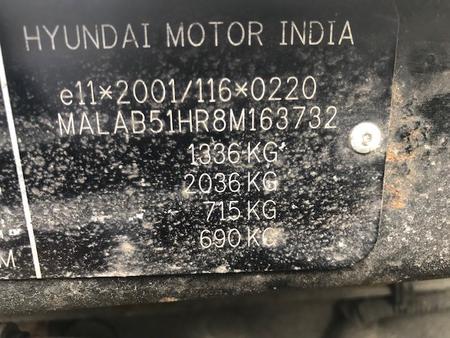 HYUNDAI MOTOR INDIA
e11*2001/116*0220
MALAB51HR8M163732
1336 KG
2036 KG
715 KG
690 KG
M